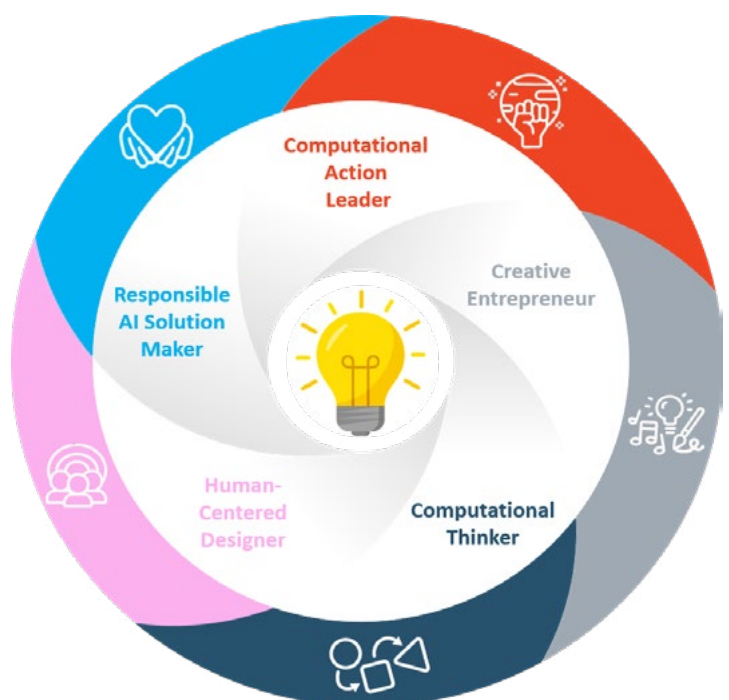 Computational
Action
Leader
Creative
Entrepreneur
Responsible
AI Solution
Maker
Human-
Centered
Designer
Computational
Thinker